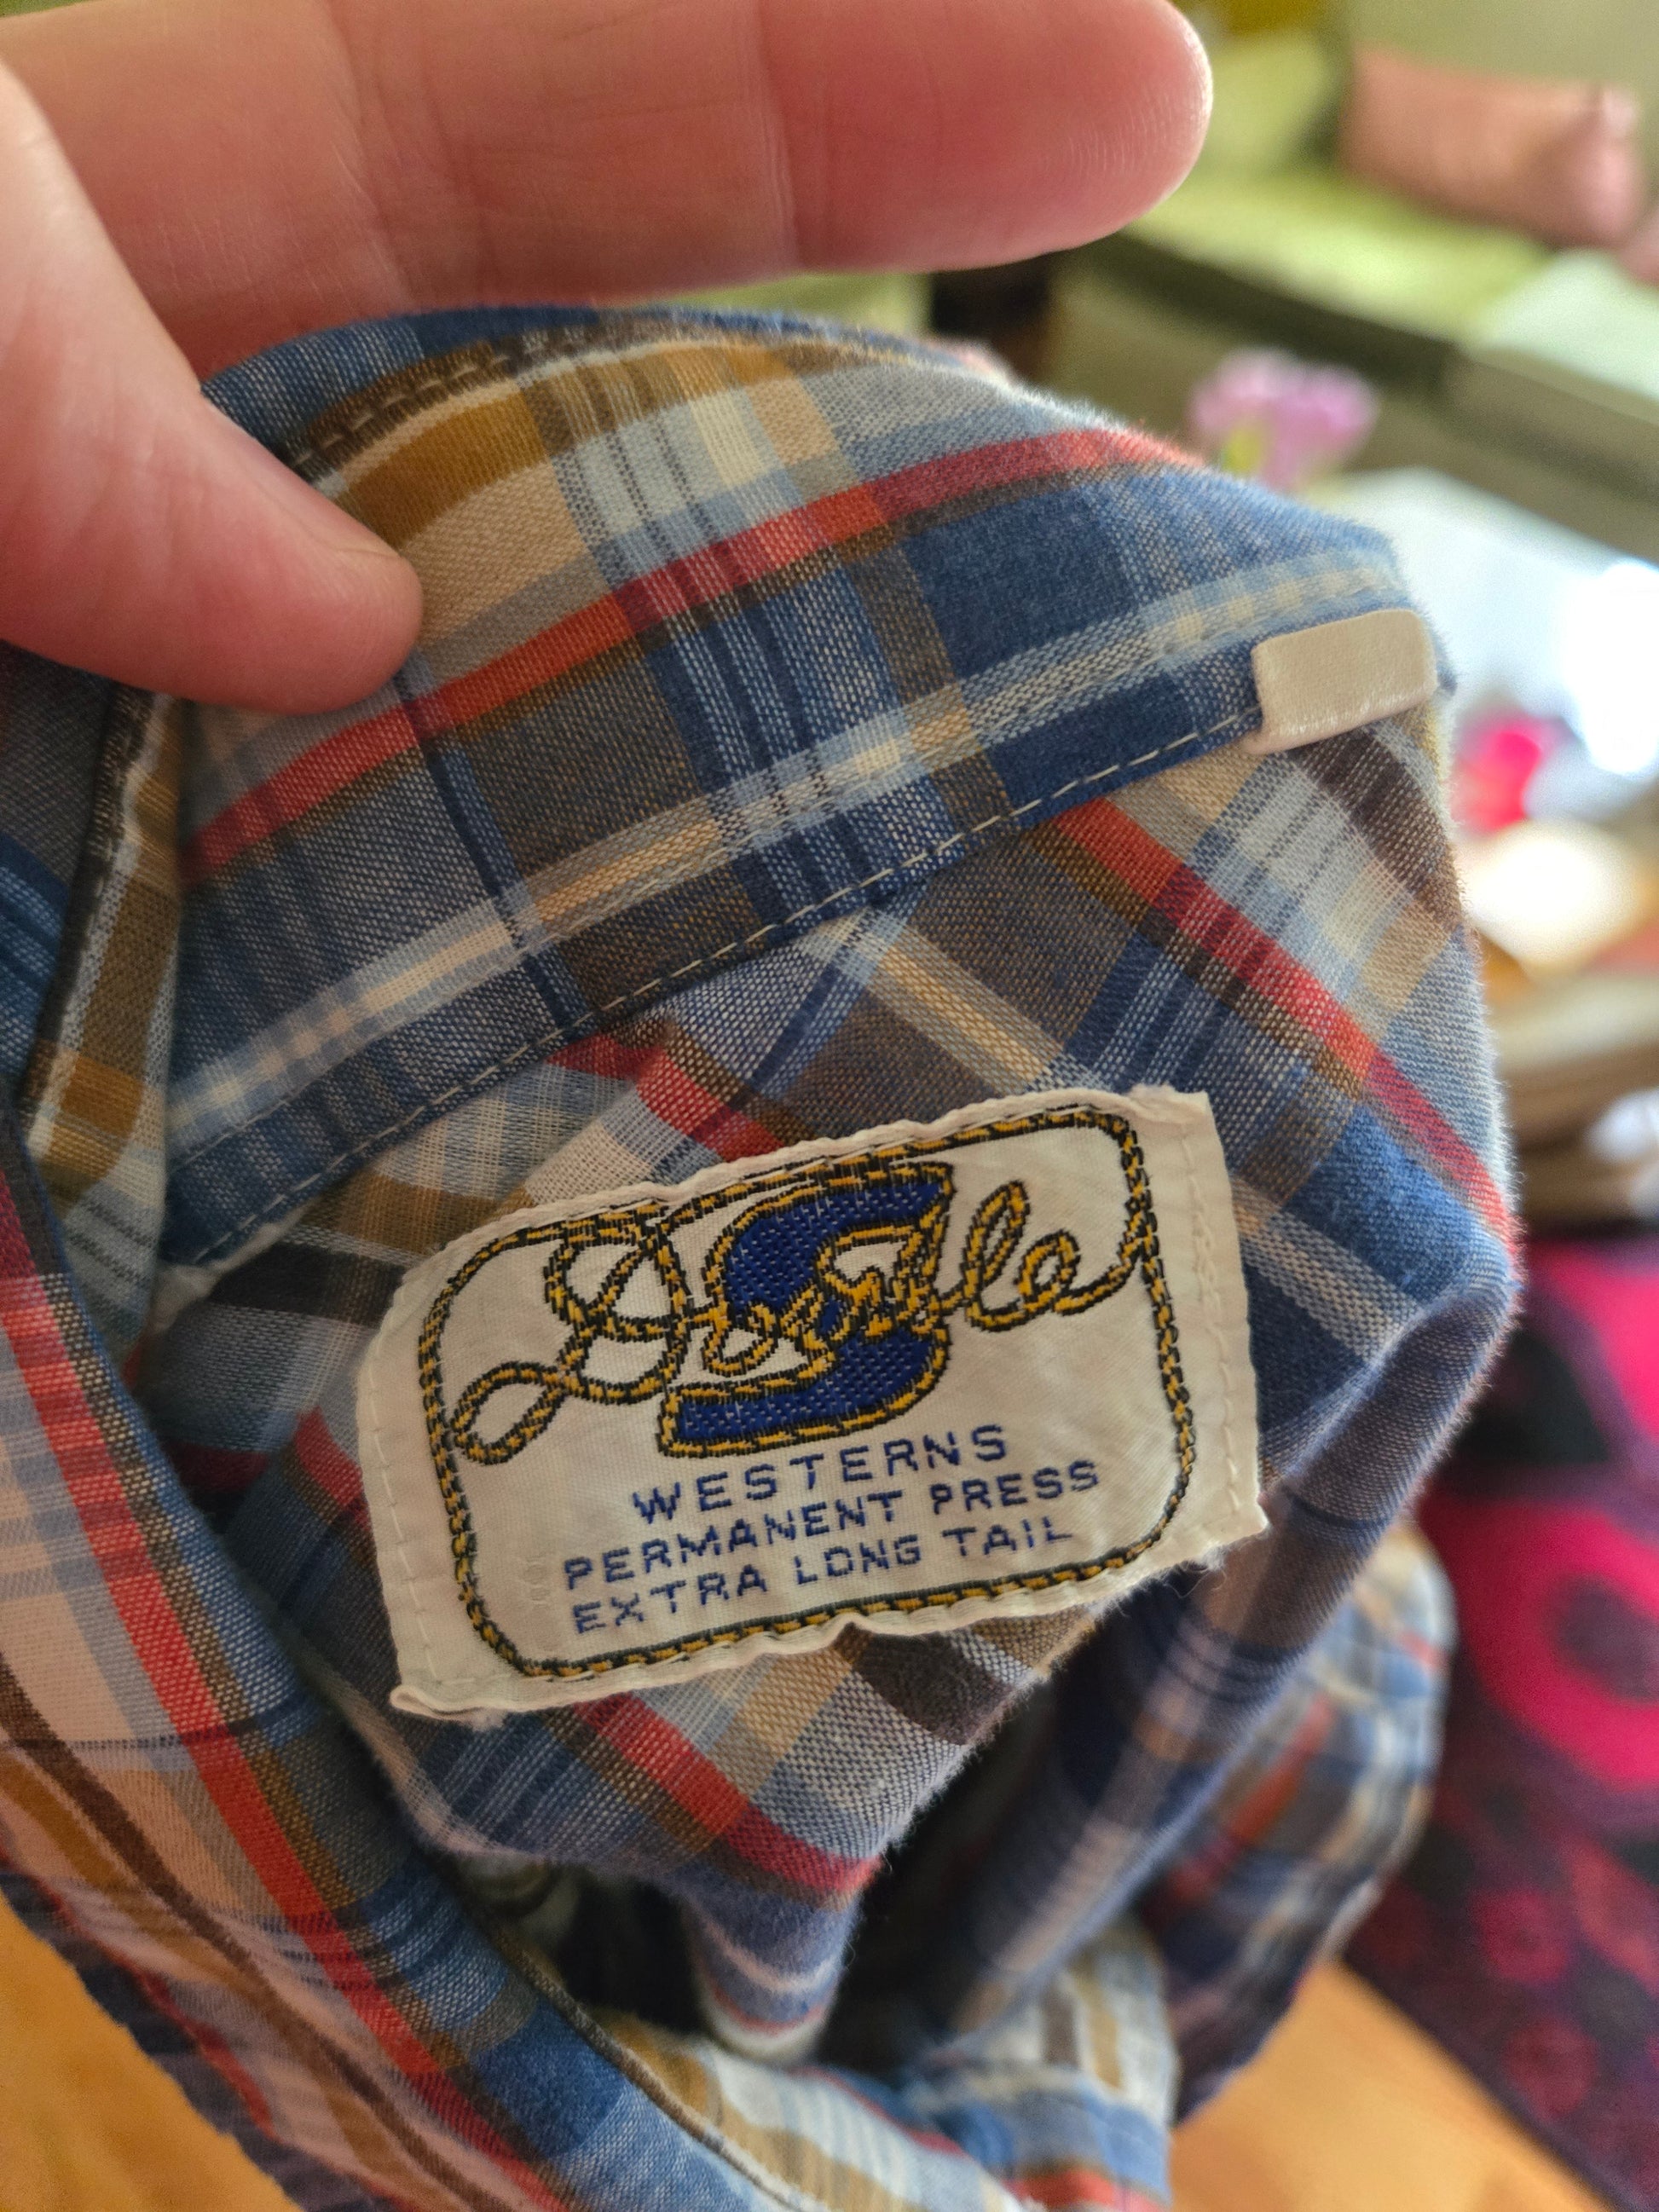 WESTERNS
PERMANENT PRESS
EXTRA LONG TAIL